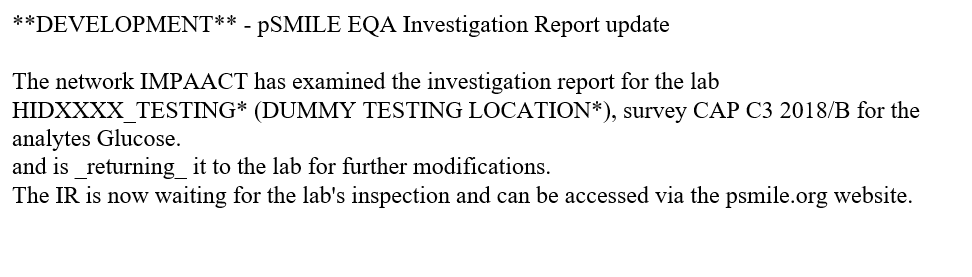 **DEVELOPMENT** - pSMILE EQA Investigation Report update
The network IMPAACT has examined the investigation report for the lab
HIDXXXX_TESTING* (DUMMY TESTING LOCATION*), survey CAP C3 2018/B for the
analytes Glucose.
and is _returning_ it to the lab for further modifications.
The IR is now waiting for the lab's inspection and can be accessed via the psmile.org website.